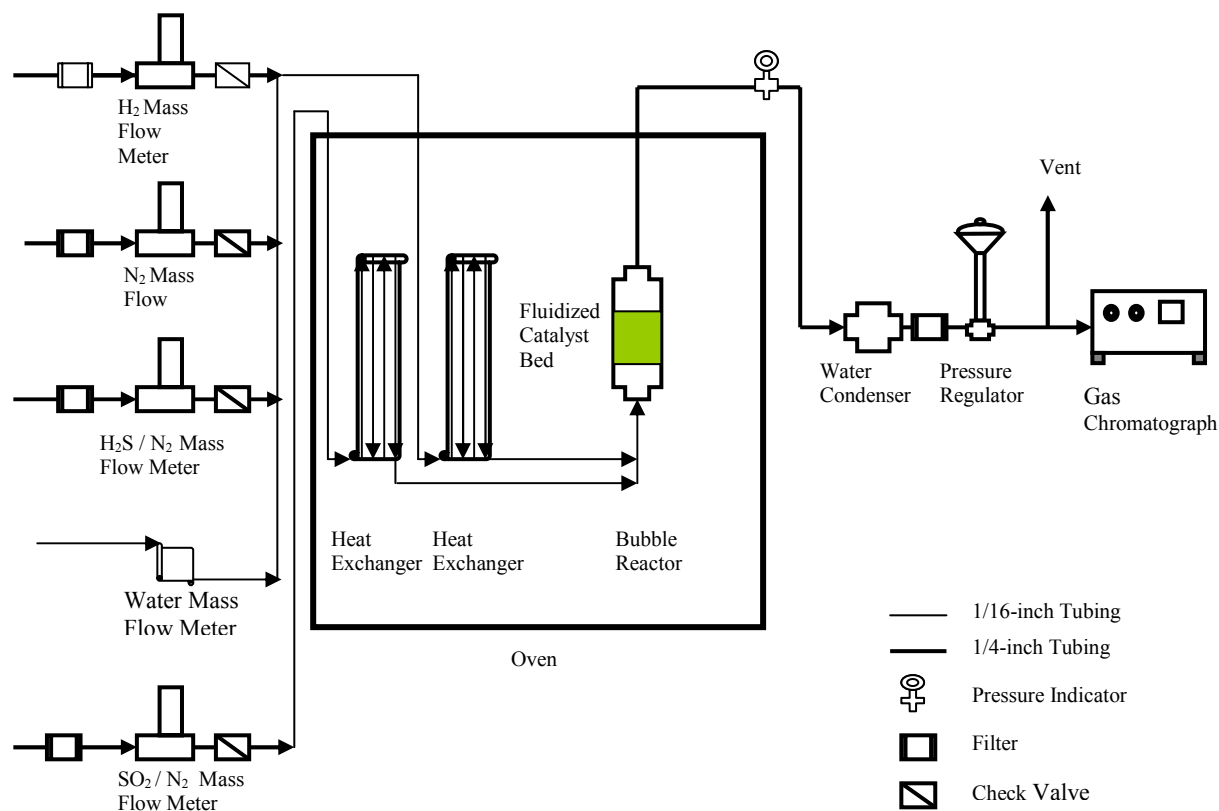 H₂ Mass
Flow
Meter
N₂ Mass
Flow
H₂S / N₂ Mass
Flow Meter
Water Mass
Flow Meter
SO₂ / N₂ Mass
Flow Meter
Fluidized
Catalyst
Bed
Heat
Exchanger
Heat
Exchanger
Bubble
Reactor
Oven
Vent
Water
Condenser
Pressure
Regulator
Gas
Chromatograph
1/16-inch Tubing
1/4-inch Tubing
Pressure Indicator
Filter
Check Valve